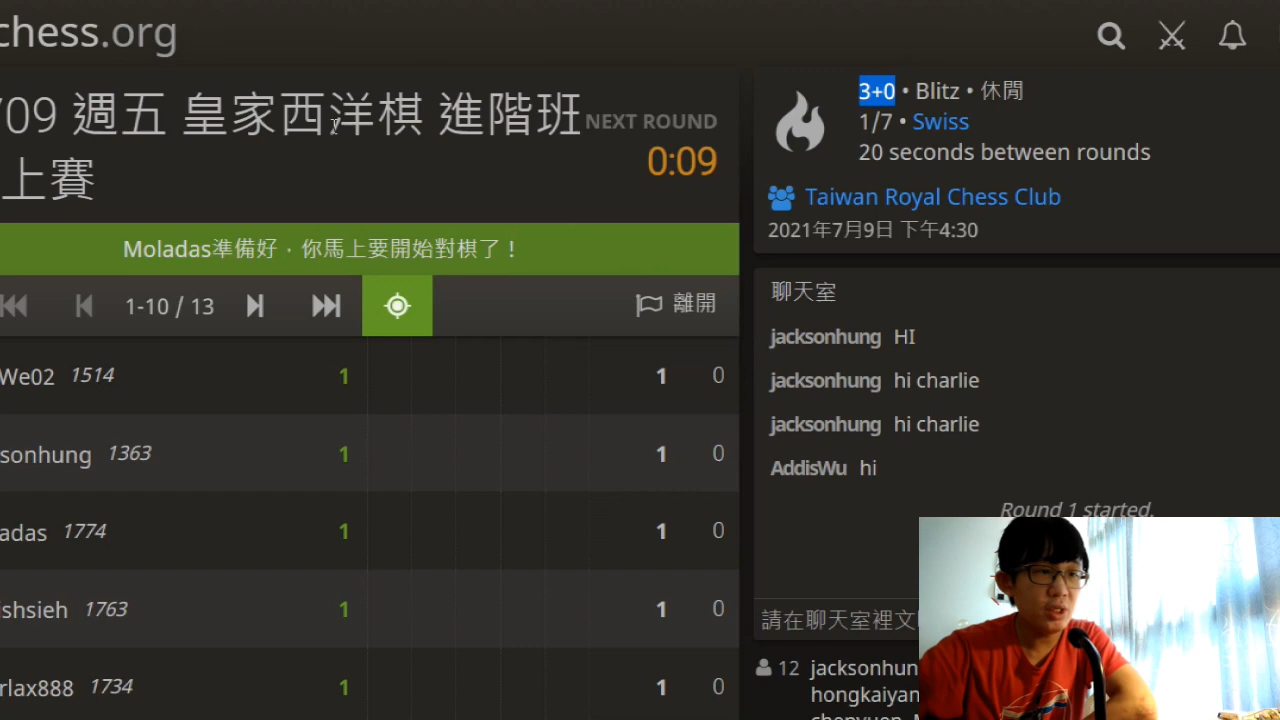 chess.org
/09 週五 皇家西洋棋 進階班
上賽
NEXT ROUND
0:09
Moladas準備好，你馬上要開始對棋了！
1-10 / 13
離開
We02 1514 1 1 0
sonhung 1363 1 1 0
adas 1774 1 1 0
shsieh 1763 1 1 0
rlax888 1734 1 1 0
3+0 • Blitz • 休閒
1/7 • Swiss
20 seconds between rounds
Taiwan Royal Chess Club
2021年7月9日 下午4:30
聊天室
jacksonhung HI
jacksonhung hi charlie
jacksonhung hi charlie
AddisWu hi
Round 1 started.
請在聊天室裡文
12 jacksonhun
hongkaiyan